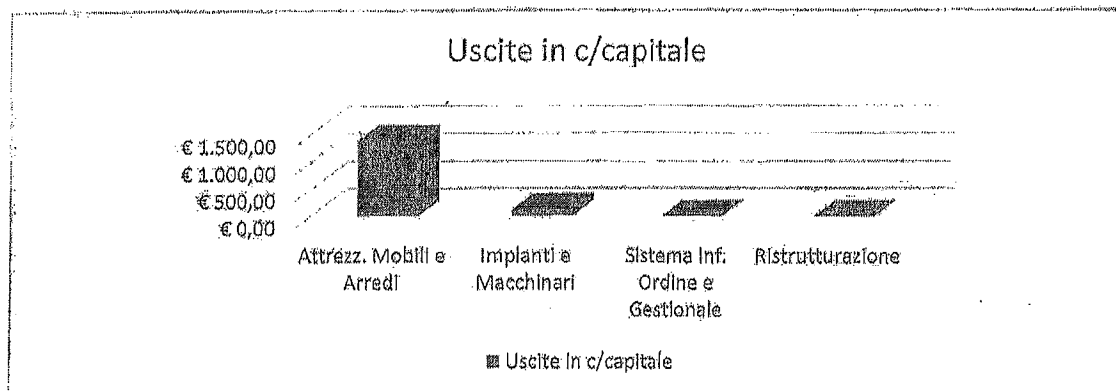 Uscite in c/capitale
€ 1.500,00
€ 1.000,00
€ 500,00
€ 0,00
Attrezz. Mobili e
Arredi
Impianti e
Macchinari
Sistema Inf.
Ordine e
Gestionale
Ristrutturazione
Uscite in c/capitale